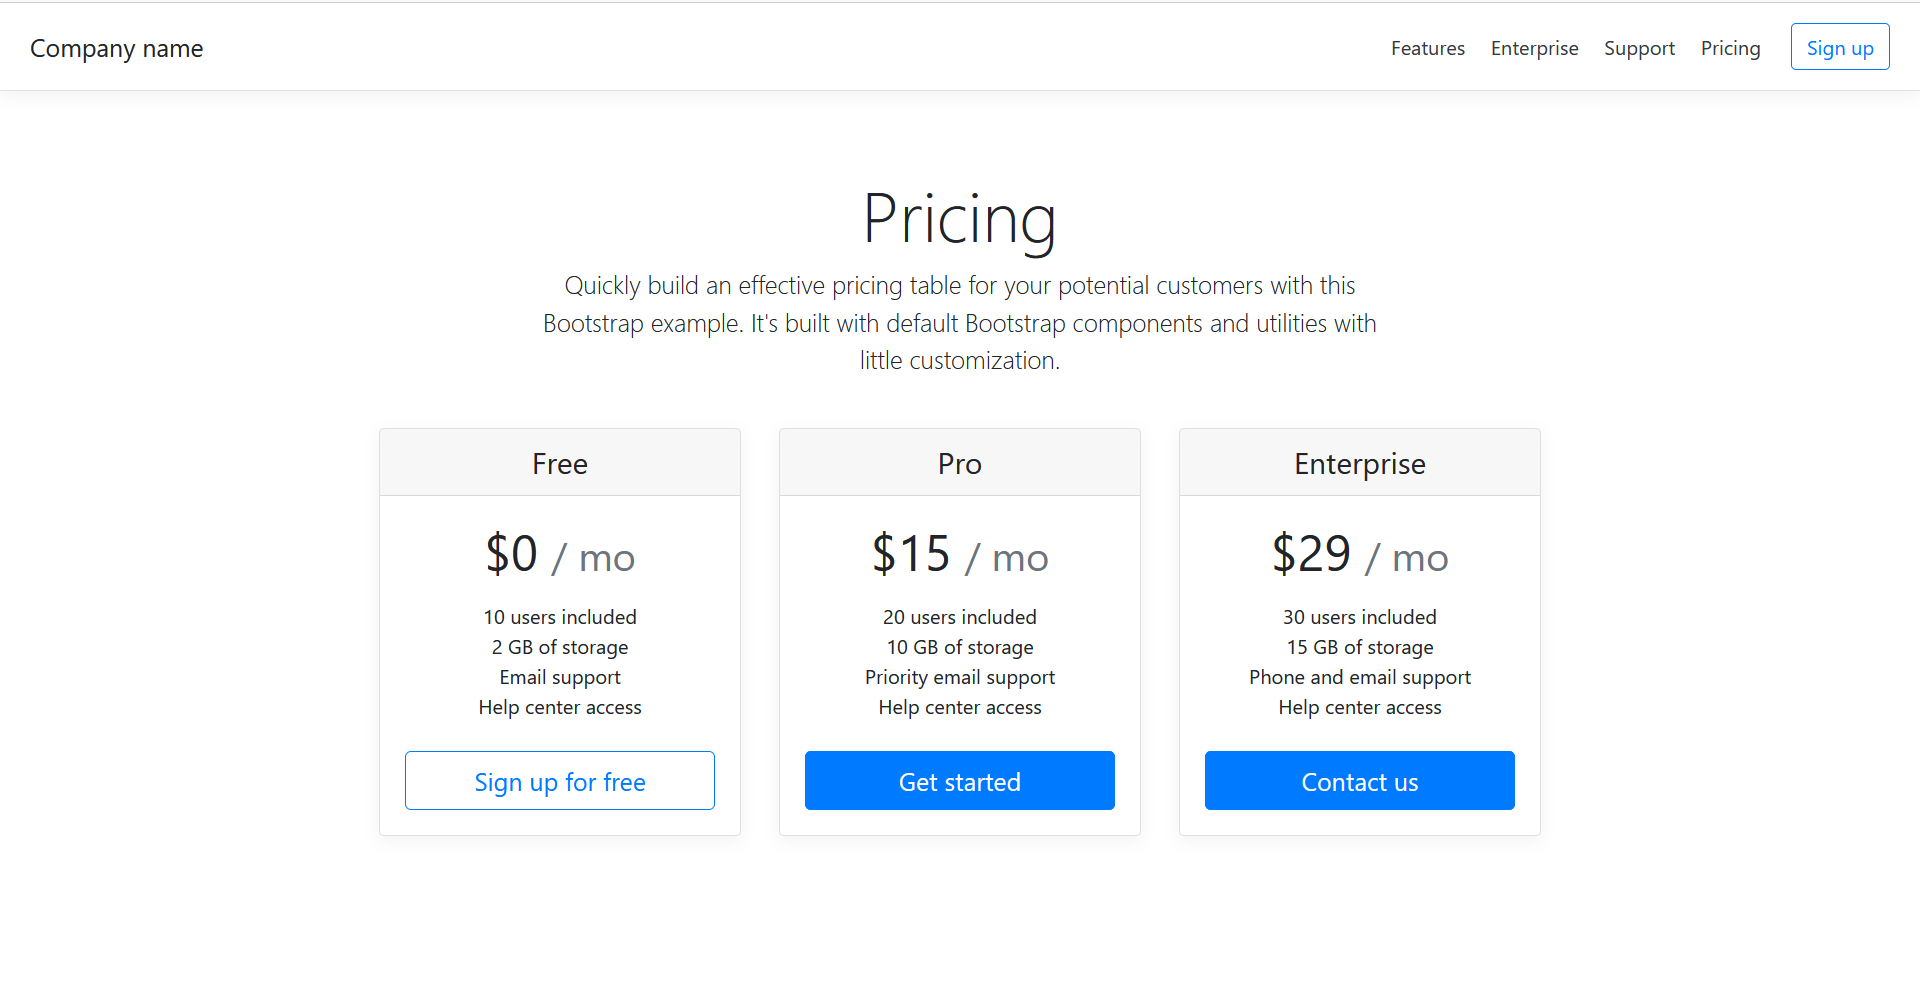 Company name
Features Enterprise Support Pricing Sign up
Pricing
Quickly build an effective pricing table for your potential customers with this
Bootstrap example. It's built with default Bootstrap components and utilities with
little customization.
Free
$0 / mo
10 users included
2 GB of storage
Email support
Help center access
Sign up for free
Pro
$15 / mo
20 users included
10 GB of storage
Priority email support
Help center access
Get started
Enterprise
$29 / mo
30 users included
15 GB of storage
Phone and email support
Help center access
Contact us